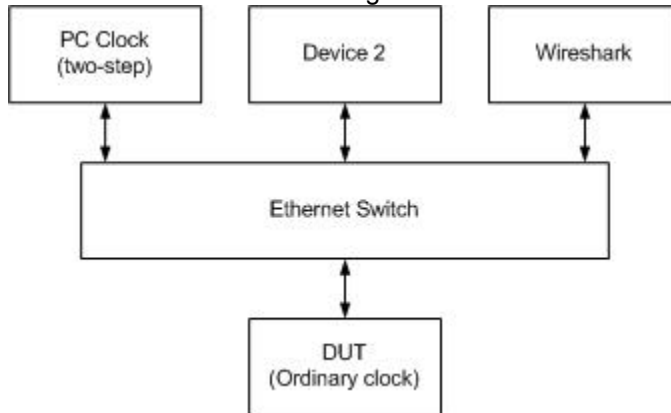 PC Clock
(two-step)
Device 2
Wireshark
Ethernet Switch
DUT
(Ordinary clock)